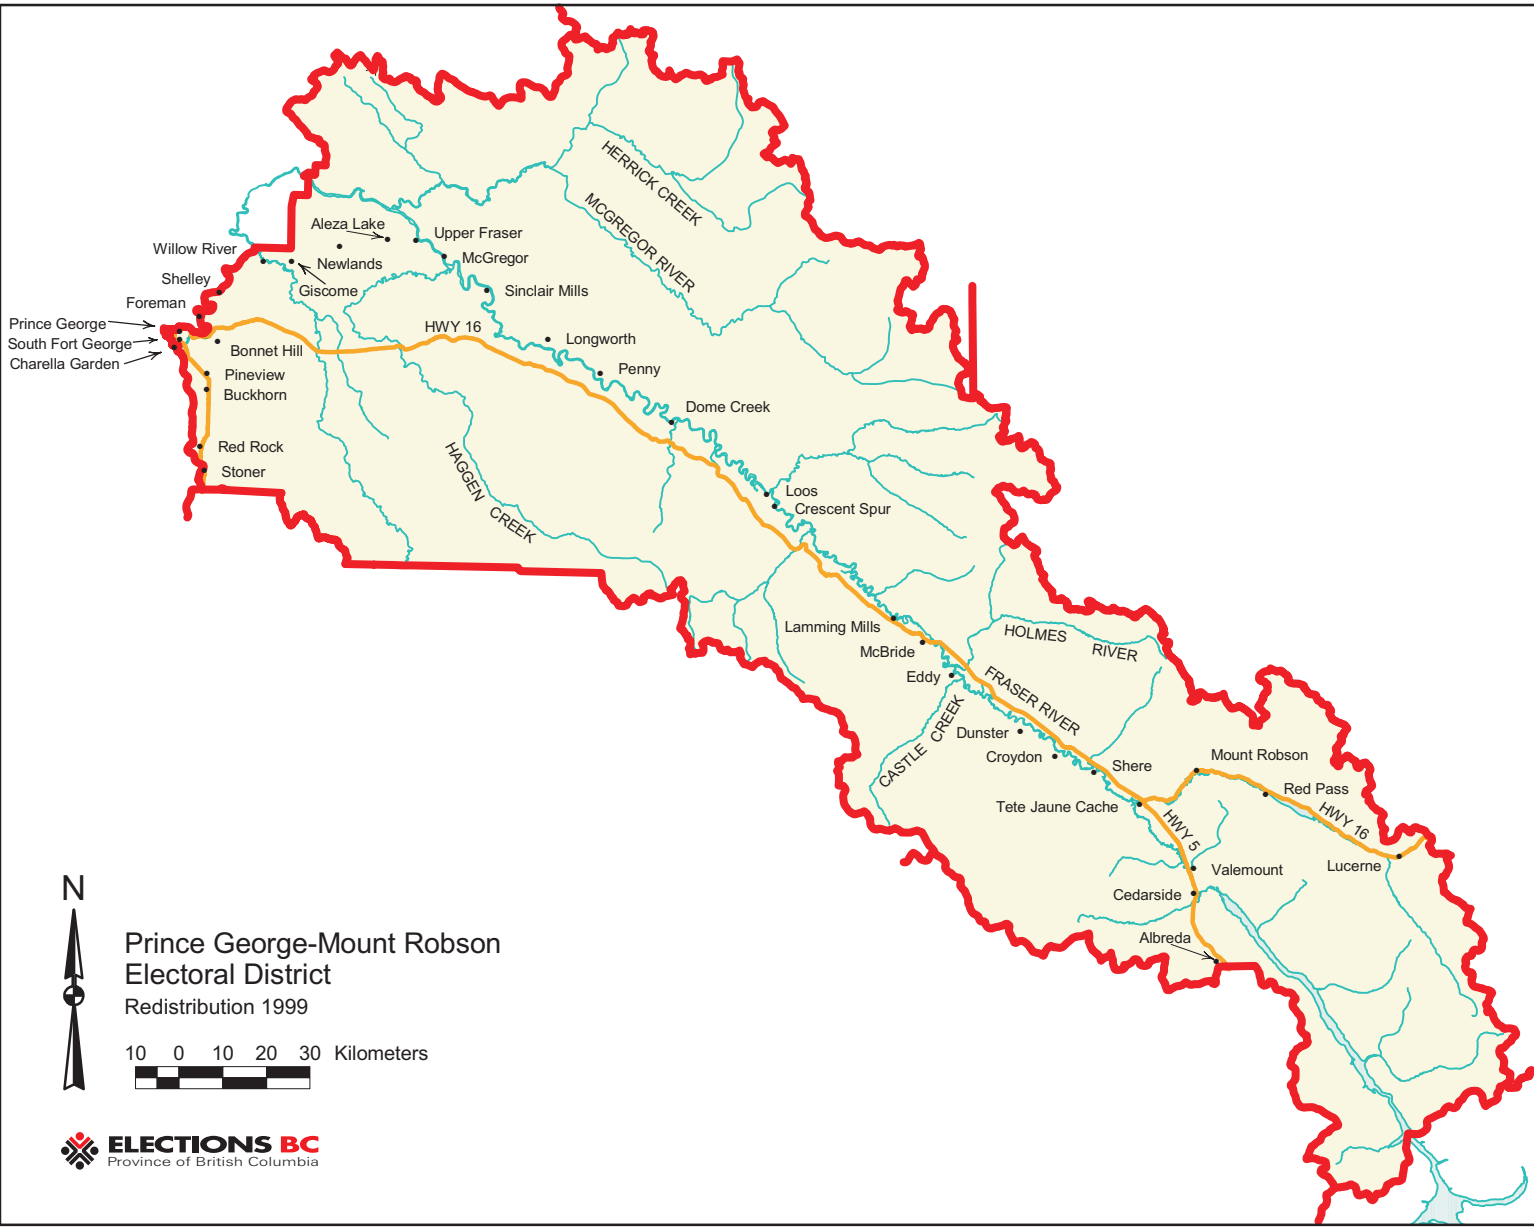 HERRICK CREEK
MCGREGOR RIVER
Aleza Lake
Upper Fraser
Willow River
McGregor
Newlands
Shelley
Giscome
Sinclair Mills
Foreman
Prince George
HWY 16
South Fort George
Longworth
Bonnet Hill
Charella Garden
Penny
Pineview
Buckhorn
Dome Creek
Red Rock
HAGGEN CREEK
Stoner
Loos
Crescent Spur
Lamming Mills
HOLMES RIVER
McBride
Eddy
FRASER RIVER
CASTLE CREEK
Dunster
Croydon
Mount Robson
Shere
Red Pass
Tete Jaune Cache
HWY 16
HWY 5
Lucerne
Valemount
Cedarside
Albreda
N
Prince George-Mount Robson
Electoral District
Redistribution 1999
10 0 10 20 30 Kilometers
ELECTIONS BC
Province of British Columbia